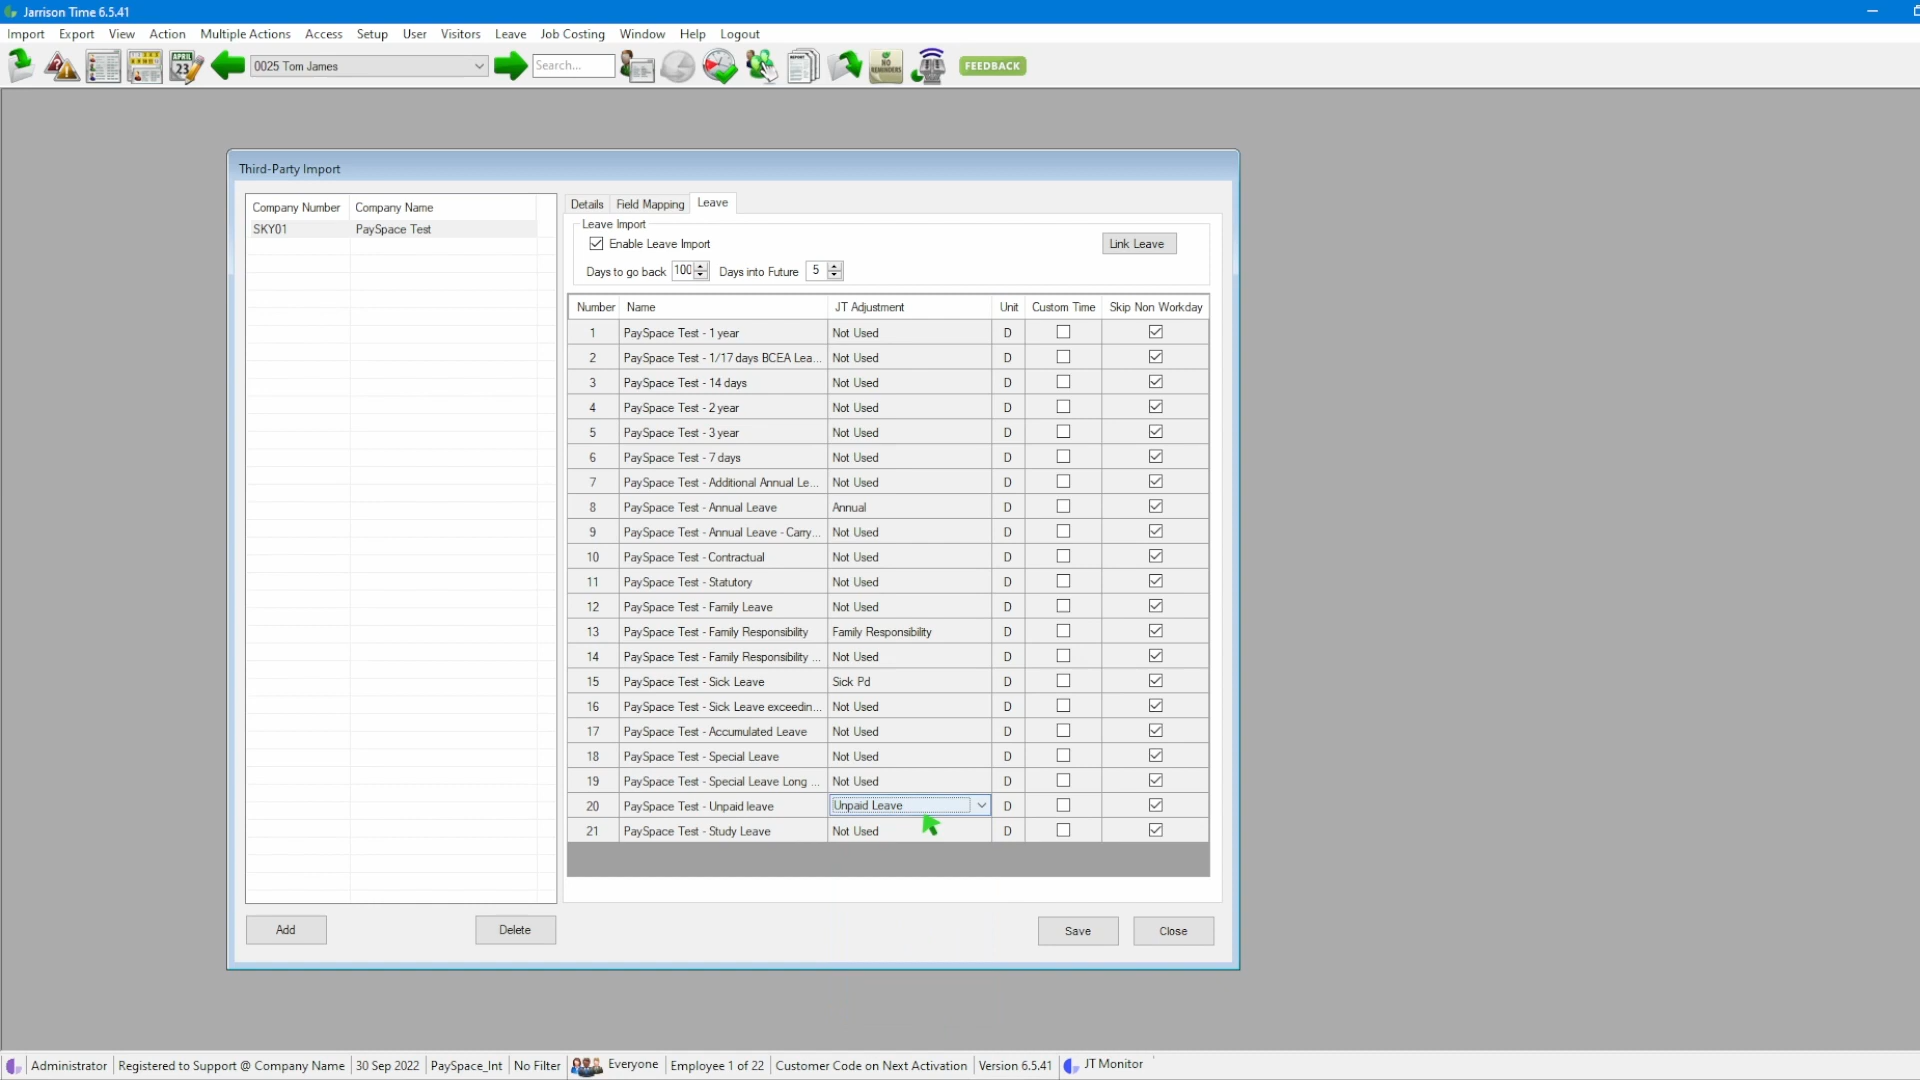 Jarrison Time 6.5.41
Import Export View Action Multiple Actions Access Setup User Visitors Leave Job Costing Window Help Logout
APRIL 23 0025 Tom James Search... REPORT NO REMINDERS FEEDBACK
Third-Party Import
Company Number Company Name
SKY01 PaySpace Test
Details Field Mapping Leave
Leave Import
Enable Leave Import Link Leave
Days to go back 100 Days into Future 5
Number Name JT Adjustment Unit Custom Time Skip Non Workday
1 PaySpace Test - 1 year Not Used D
2 PaySpace Test - 1/17 days BCEA Lea... Not Used D
3 PaySpace Test - 14 days Not Used D
4 PaySpace Test - 2 year Not Used D
5 PaySpace Test - 3 year Not Used D
6 PaySpace Test - 7 days Not Used D
7 PaySpace Test - Additional Annual Le... Not Used D
8 PaySpace Test - Annual Leave Annual D
9 PaySpace Test - Annual Leave - Carry... Not Used D
10 PaySpace Test - Contractual Not Used D
11 PaySpace Test - Statutory Not Used D
12 PaySpace Test - Family Leave Not Used D
13 PaySpace Test - Family Responsibility Family Responsibility D
14 PaySpace Test - Family Responsibility ... Not Used D
15 PaySpace Test - Sick Leave Sick Pd D
16 PaySpace Test - Sick Leave exceedin... Not Used D
17 PaySpace Test - Accumulated Leave Not Used D
18 PaySpace Test - Special Leave Not Used D
19 PaySpace Test - Special Leave Long ... Not Used D
20 PaySpace Test - Unpaid leave Unpaid Leave D
21 PaySpace Test - Study Leave Not Used D
Add Delete Save Close
Administrator Registered to Support @ Company Name 30 Sep 2022 PaySpace_Int No Filter Everyone Employee 1 of 22 Customer Code on Next Activation Version 6.5.41 JT Monitor